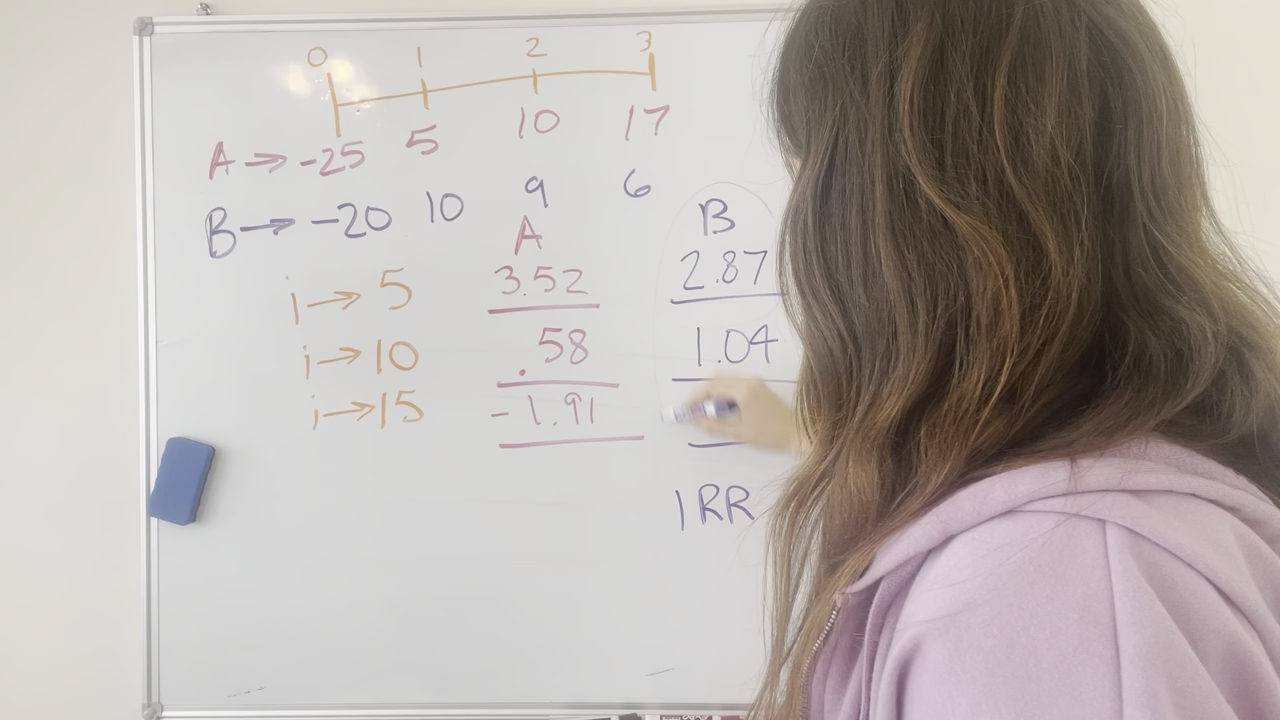 0 1 2 3
A → -25 5 10 17
B → -20 10 9 6
A B
i → 5 3.52 2.87
i → 10 .58 1.04
i → 15 -1.91
IRR